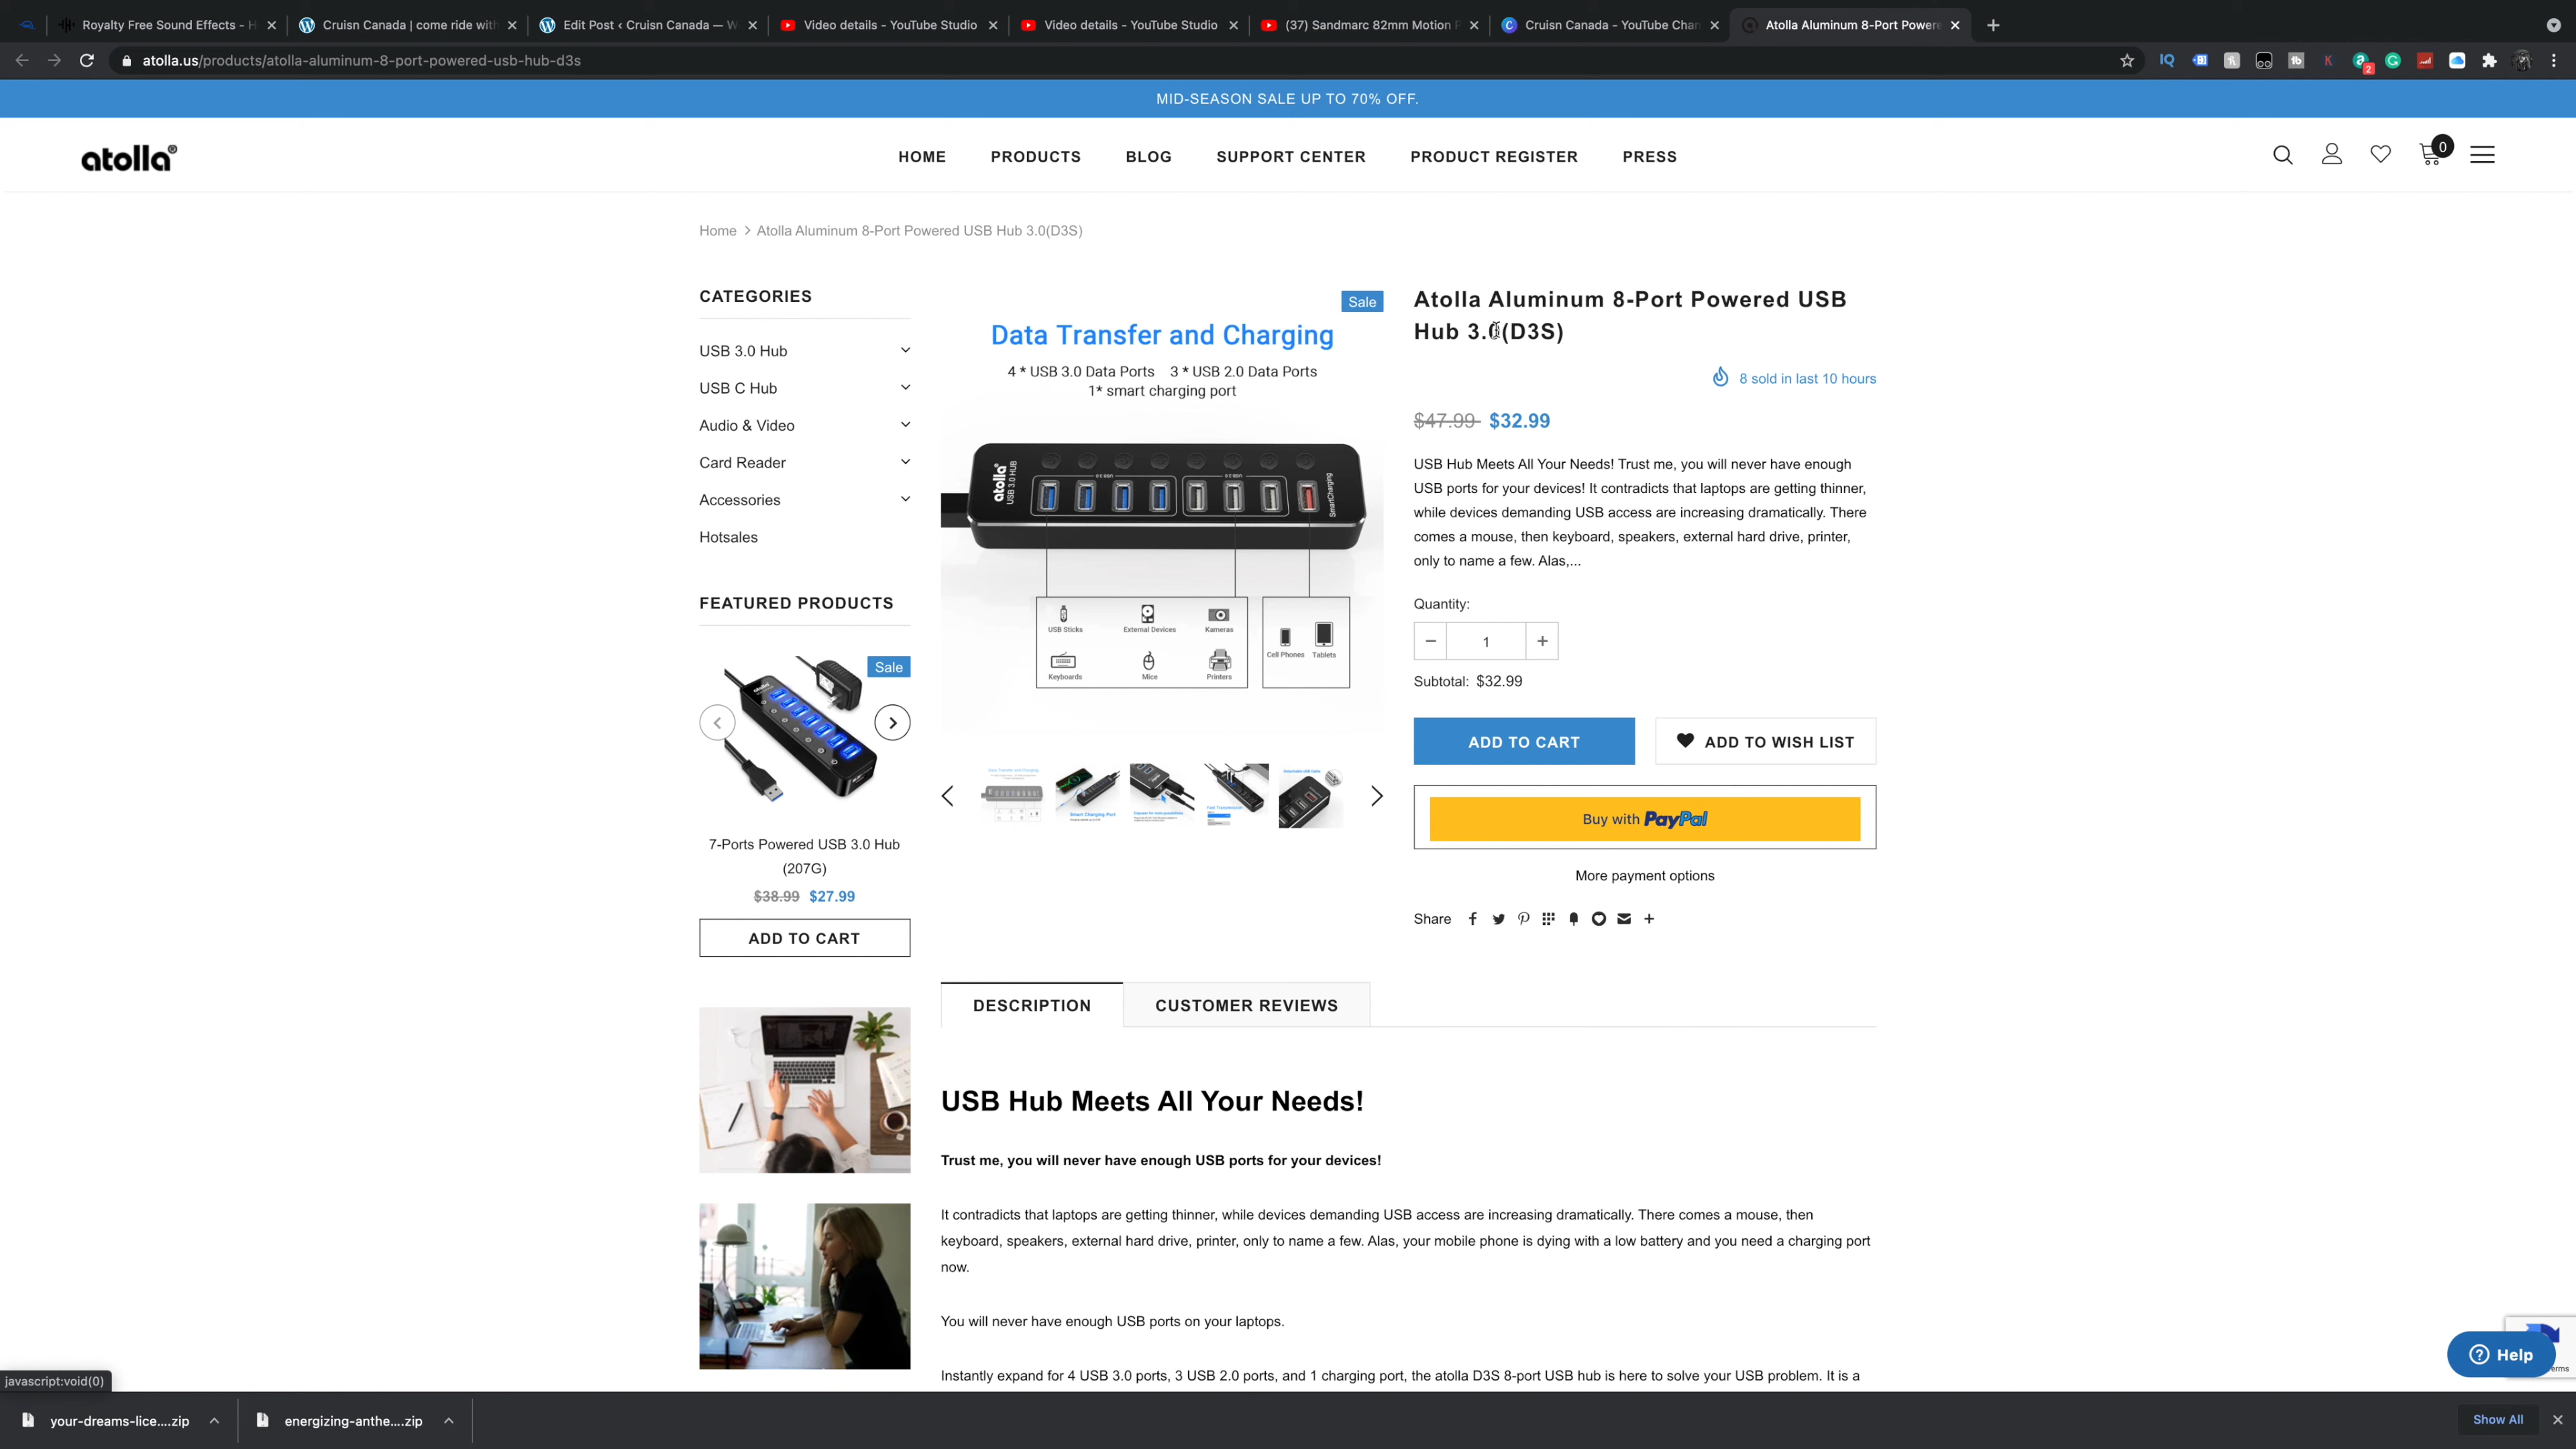 Royalty Free Sound Effects - H
Cruisn Canada | come ride with
Edit Post ‹ Cruisn Canada — W
Video details - YouTube Studio
Video details - YouTube Studio
(37) Sandmarc 82mm Motion F
Cruisn Canada - YouTube Chan
Atolla Aluminum 8-Port Powere
atolla.us/products/atolla-aluminum-8-port-powered-usb-hub-d3s
MID-SEASON SALE UP TO 70% OFF.
atolla®
HOME
PRODUCTS
BLOG
SUPPORT CENTER
PRODUCT REGISTER
PRESS
0
Home > Atolla Aluminum 8-Port Powered USB Hub 3.0(D3S)
CATEGORIES
USB 3.0 Hub
USB C Hub
Audio & Video
Card Reader
Accessories
Hotsales
FEATURED PRODUCTS
Sale
7-Ports Powered USB 3.0 Hub
(207G)
$38.99 $27.99
ADD TO CART
Sale
Data Transfer and Charging
4 * USB 3.0 Data Ports 3 * USB 2.0 Data Ports
1* smart charging port
atolla®
USB 3.0 HUB
SmartCharging
USB Sticks
External Devices
Kameras
Keyboards
Mice
Printers
Cell Phones
Tablets
Data Transfer and Charging
Smart Charging Port
Detachable USB Cable
Atolla Aluminum 8-Port Powered USB
Hub 3.0(D3S)
8 sold in last 10 hours
$47.99 $32.99
USB Hub Meets All Your Needs! Trust me, you will never have enough
USB ports for your devices! It contradicts that laptops are getting thinner,
while devices demanding USB access are increasing dramatically. There
comes a mouse, then keyboard, speakers, external hard drive, printer,
only to name a few. Alas,...
Quantity:
− 1 +
Subtotal: $32.99
ADD TO CART
ADD TO WISH LIST
Buy with PayPal
More payment options
Share
DESCRIPTION
CUSTOMER REVIEWS
USB Hub Meets All Your Needs!
Trust me, you will never have enough USB ports for your devices!
It contradicts that laptops are getting thinner, while devices demanding USB access are increasing dramatically. There comes a mouse, then
keyboard, speakers, external hard drive, printer, only to name a few. Alas, your mobile phone is dying with a low battery and you need a charging port
now.
You will never have enough USB ports on your laptops.
Instantly expand for 4 USB 3.0 ports, 3 USB 2.0 ports, and 1 charging port, the atolla D3S 8-port USB hub is here to solve your USB problem. It is a
Help
javascript:void(0)
your-dreams-lice....zip
energizing-anthe....zip
Show All